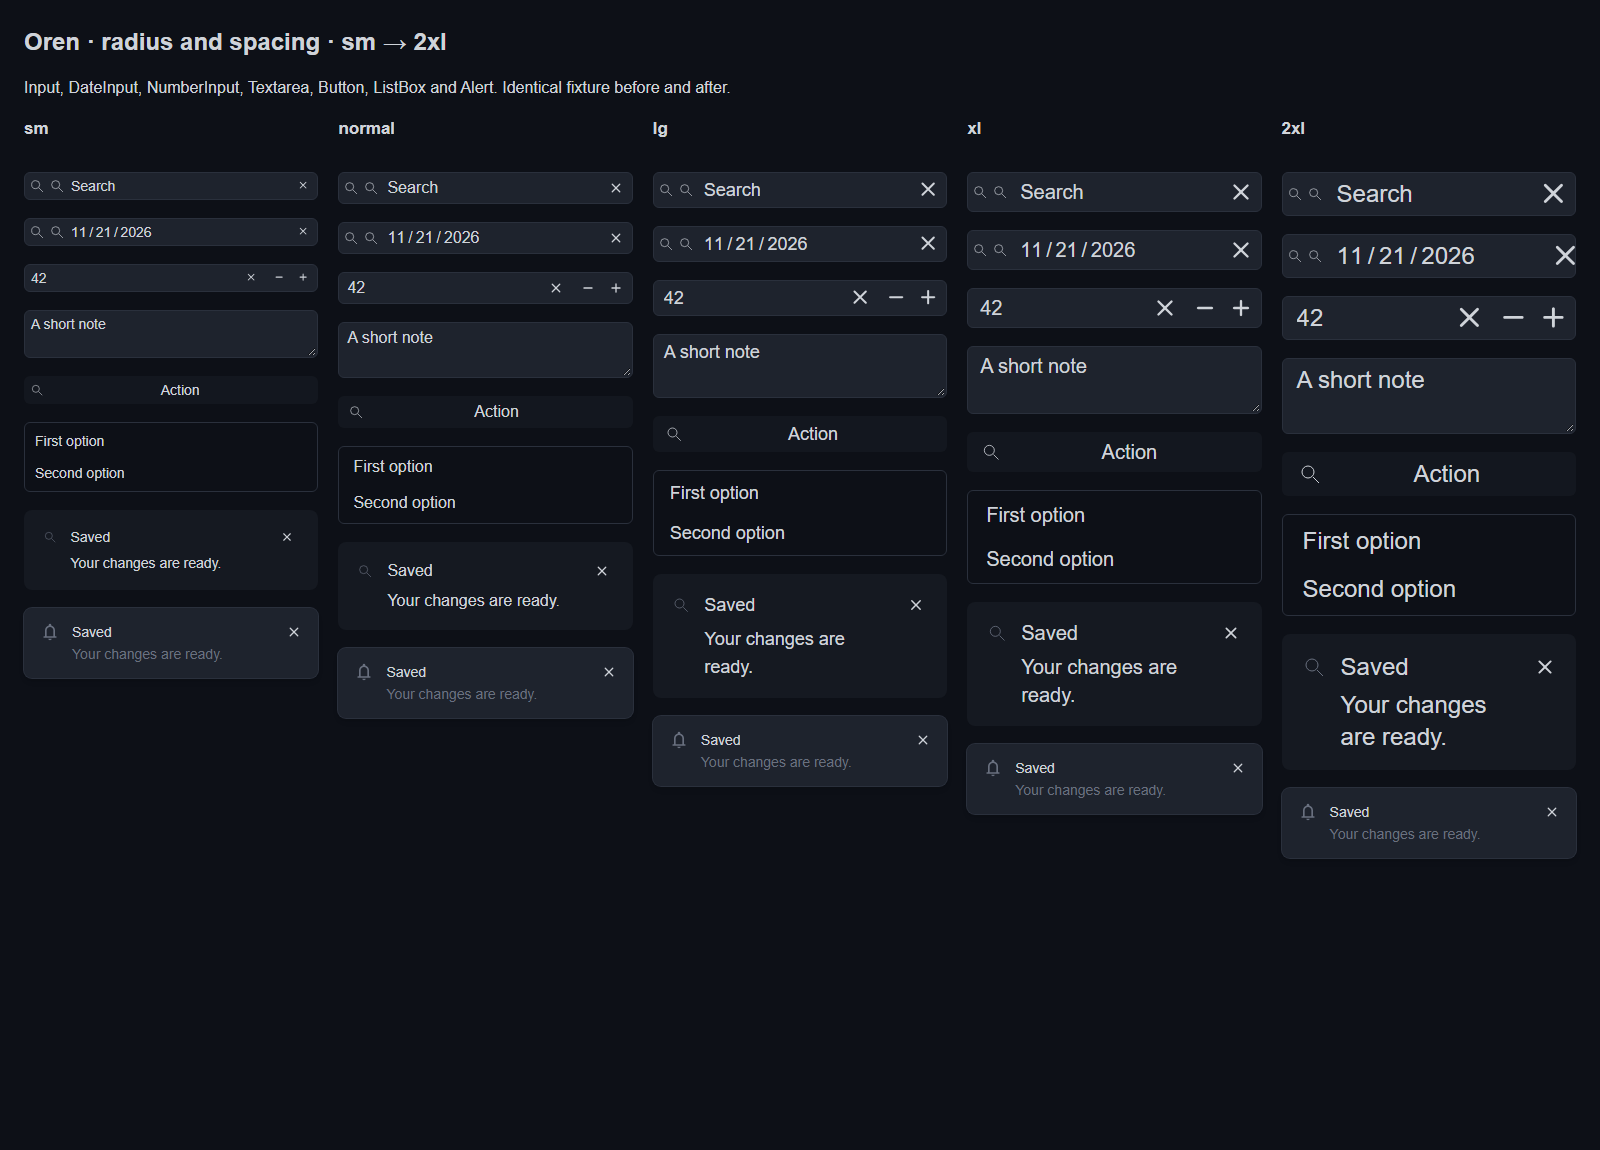 Oren · radius and spacing · sm → 2xl
Input, DateInput, NumberInput, Textarea, Button, ListBox and Alert. Identical fixture before and after.
sm
Search
11 / 21 / 2026
42
A short note
Action
First option
Second option
Saved
Your changes are ready.
Saved
Your changes are ready.
normal
Search
11 / 21 / 2026
42
A short note
Action
First option
Second option
Saved
Your changes are ready.
Saved
Your changes are ready.
lg
Search
11 / 21 / 2026
42
A short note
Action
First option
Second option
Saved
Your changes are
ready.
Saved
Your changes are ready.
xl
Search
11 / 21 / 2026
42
A short note
Action
First option
Second option
Saved
Your changes are
ready.
Saved
Your changes are ready.
2xl
Search
11 / 21 / 2026
42
A short note
Action
First option
Second option
Saved
Your changes
are ready.
Saved
Your changes are ready.